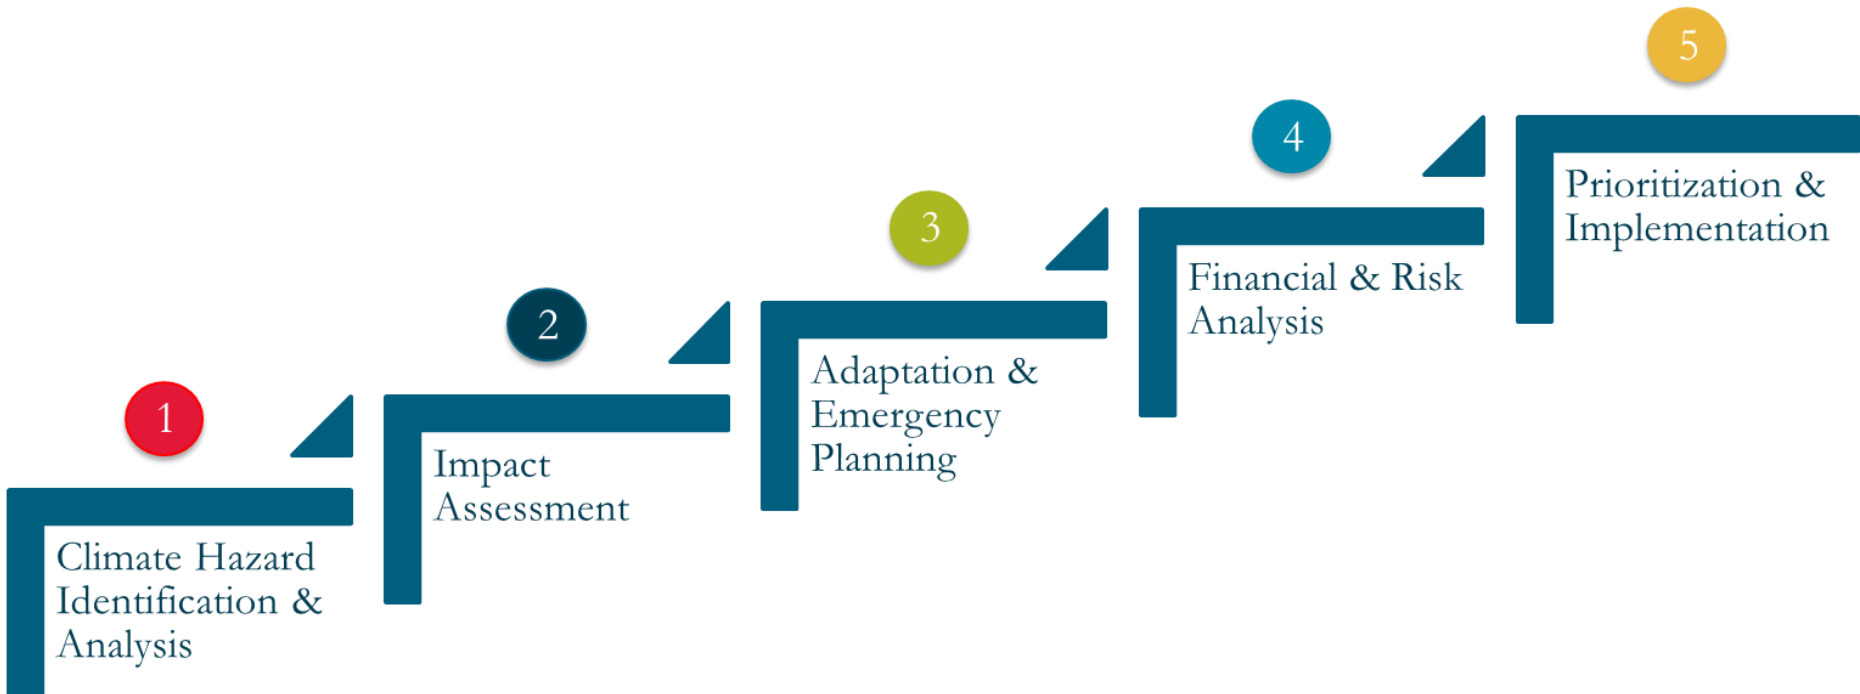 1
Climate Hazard
Identification &
Analysis
2
Impact
Assessment
3
Adaptation &
Emergency
Planning
4
Financial & Risk
Analysis
5
Prioritization &
Implementation